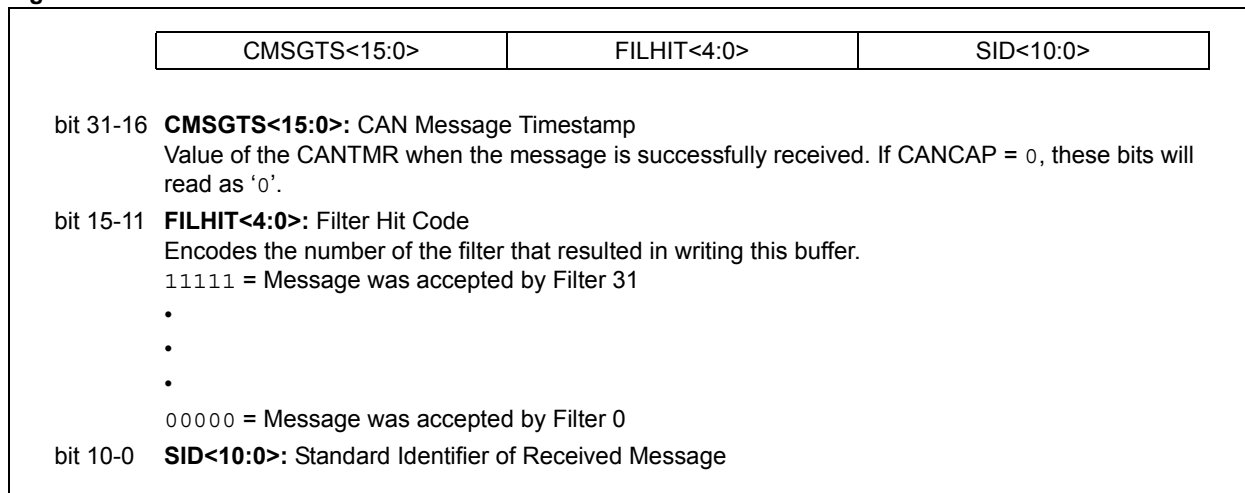 CMSGTS<15:0> FILHIT<4:0> SID<10:0>
bit 31-16 CMSGTS<15:0>: CAN Message Timestamp
Value of the CANTMR when the message is successfully received. If CANCAP = 0, these bits will
read as ‘0’.
bit 15-11 FILHIT<4:0>: Filter Hit Code
Encodes the number of the filter that resulted in writing this buffer.
11111 = Message was accepted by Filter 31
•
•
•
00000 = Message was accepted by Filter 0
bit 10-0 SID<10:0>: Standard Identifier of Received Message